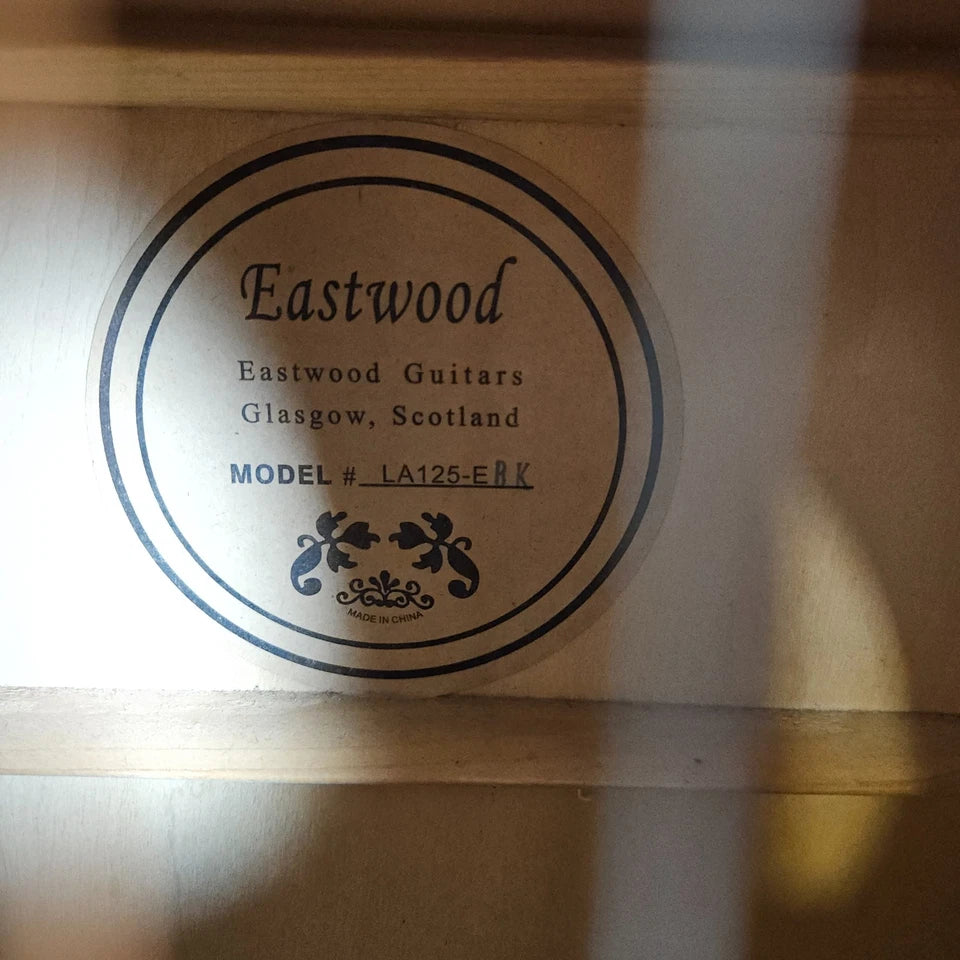 Eastwood
Eastwood Guitars
Glasgow, Scotland
MODEL # LA125-EBK
MADE IN CHINA